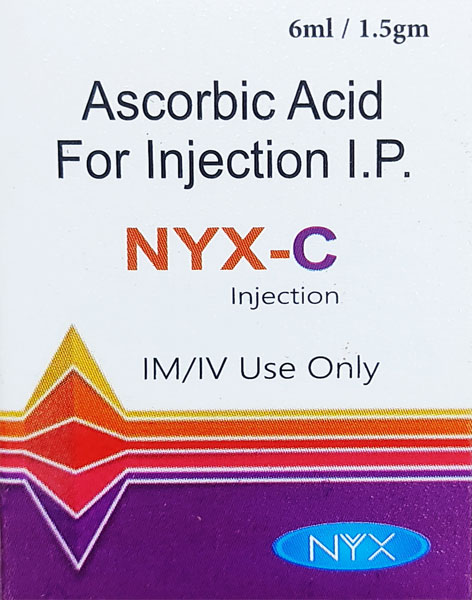 6ml / 1.5gm
Ascorbic Acid
For Injection I.P.
NYX-C
Injection
IM/IV Use Only
NYX